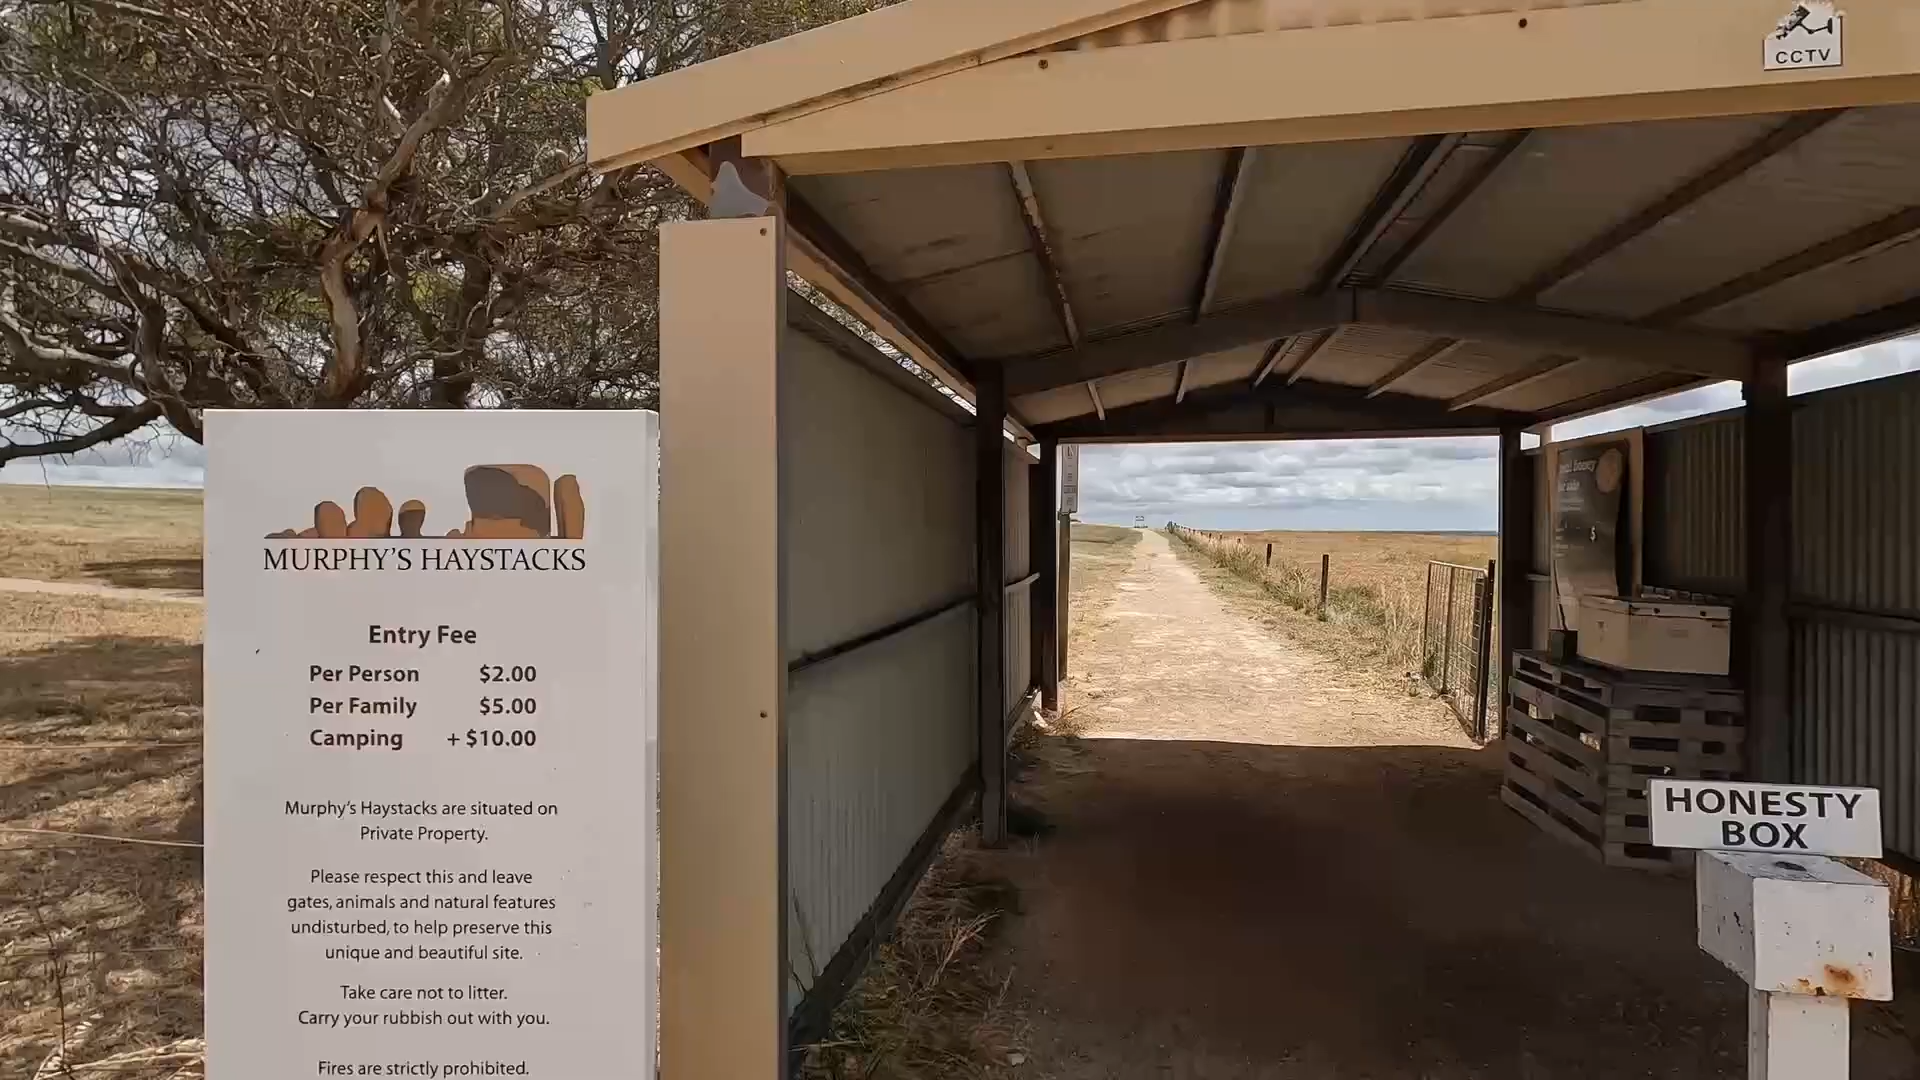 CCTV
MURPHY'S HAYSTACKS
Entry Fee
Per Person $2.00
Per Family $5.00
Camping + $10.00
Murphy's Haystacks are situated on
Private Property.
Please respect this and leave
gates, animals and natural features
undisturbed, to help preserve this
unique and beautiful site.
Take care not to litter.
Carry your rubbish out with you.
Fires are strictly prohibited.
$
HONESTY
BOX